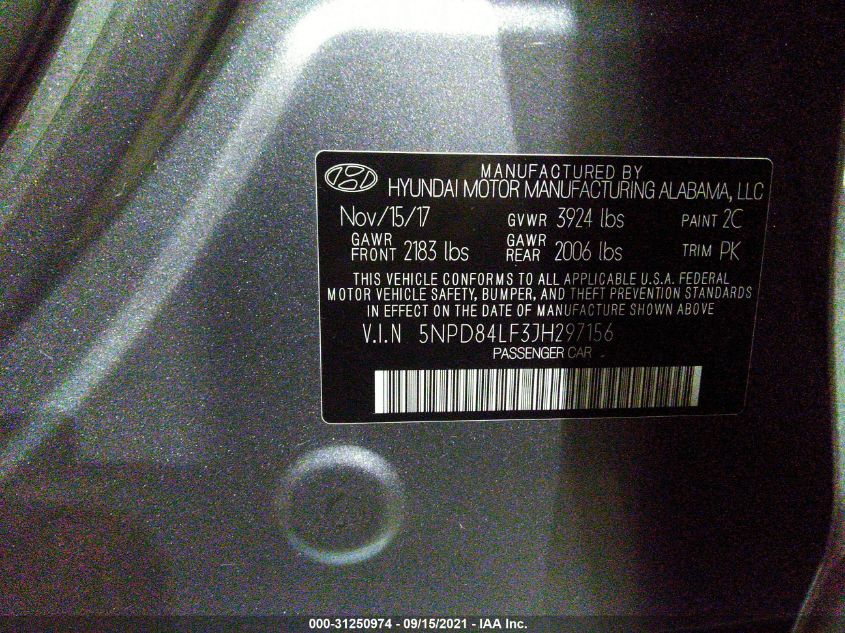 MANUFACTURED BY
HYUNDAI MOTOR MANUFACTURING ALABAMA, LLC
Nov/15/17 GVWR 3924 lbs PAINT 2C
GAWR FRONT 2183 lbs GAWR REAR 2006 lbs TRIM PK
THIS VEHICLE CONFORMS TO ALL APPLICABLE U.S.A. FEDERAL
MOTOR VEHICLE SAFETY, BUMPER, AND THEFT PREVENTION STANDARDS
IN EFFECT ON THE DATE OF MANUFACTURE SHOWN ABOVE
V.I.N 5NPD84LF3JH297156
PASSENGER CAR
000-31250974 - 09/15/2021 - IAA Inc.